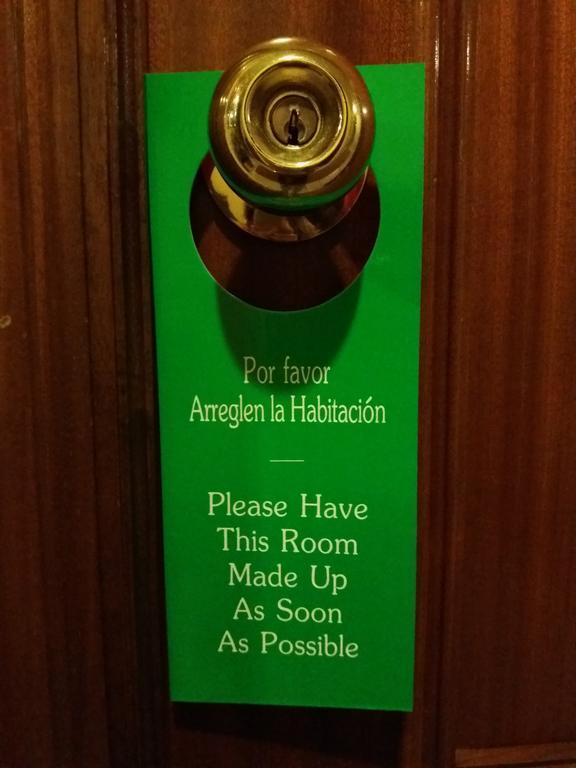 Por favor
Arreglen la Habitación
Please Have
This Room
Made Up
As Soon
As Possible